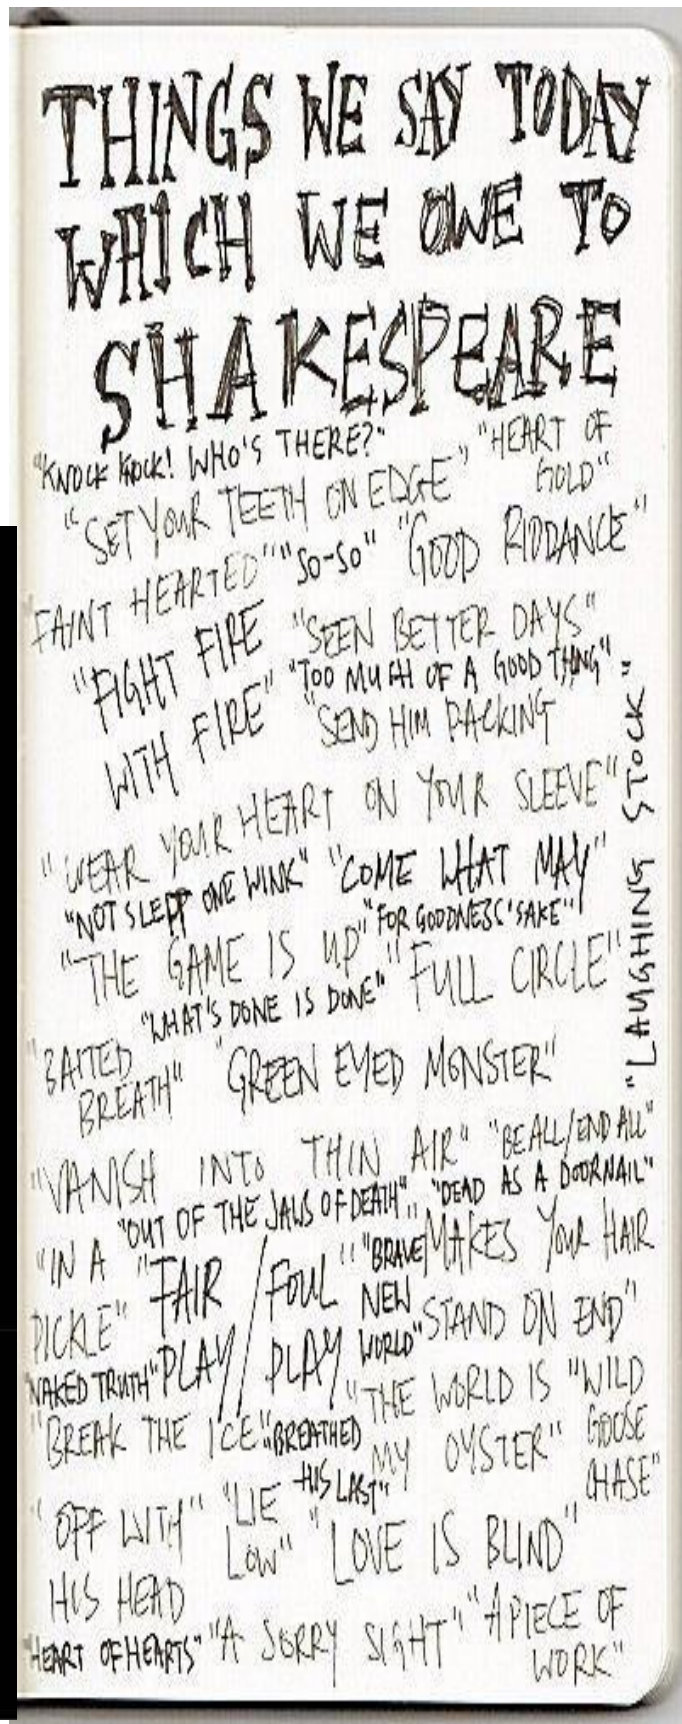 THINGS WE SAY TODAY
WHICH WE OWE TO
SHAKESPEARE
"KNOCK KNOCK! WHO'S THERE?" "HEART OF
GOLD"
"SET YOUR TEETH ON EDGE"
"FAINT HEARTED" "SO-SO" "GOOD RIDDANCE"
"FIGHT FIRE
WITH FIRE"
"SEEN BETTER DAYS"
"TOO MUCH OF A GOOD THING"
"SEND HIM PACKING
"LAUGHING STOCK"
"WEAR YOUR HEART ON YOUR SLEEVE"
"NOT SLEPT ONE WINK" "COME WHAT MAY"
"FOR GOODNESS' SAKE"
"THE GAME IS UP" "FULL CIRCLE"
"WHAT'S DONE IS DONE"
"BAITED
BREATH"
"GREEN EYED MONSTER"
"VANISH INTO THIN AIR" "BE ALL/END ALL"
"OUT OF THE JAWS OF DEATH" "DEAD AS A DOORNAIL"
"IN A
PICKLE"
"FAIR
PLAY/
FOUL
PLAY
"BRAVE
NEW
WORLD"
"MAKES YOUR HAIR
STAND ON END"
"NAKED TRUTH"
"BREAK THE ICE"
"BREATHED
HIS LAST"
"THE WORLD IS
MY OYSTER"
"WILD
GOOSE
CHASE"
"OFF WITH"
HIS HEAD
"LIE
LOW"
"LOVE IS BLIND"
"HEART OF HEARTS" "A SORRY SIGHT" "A PIECE OF
WORK"